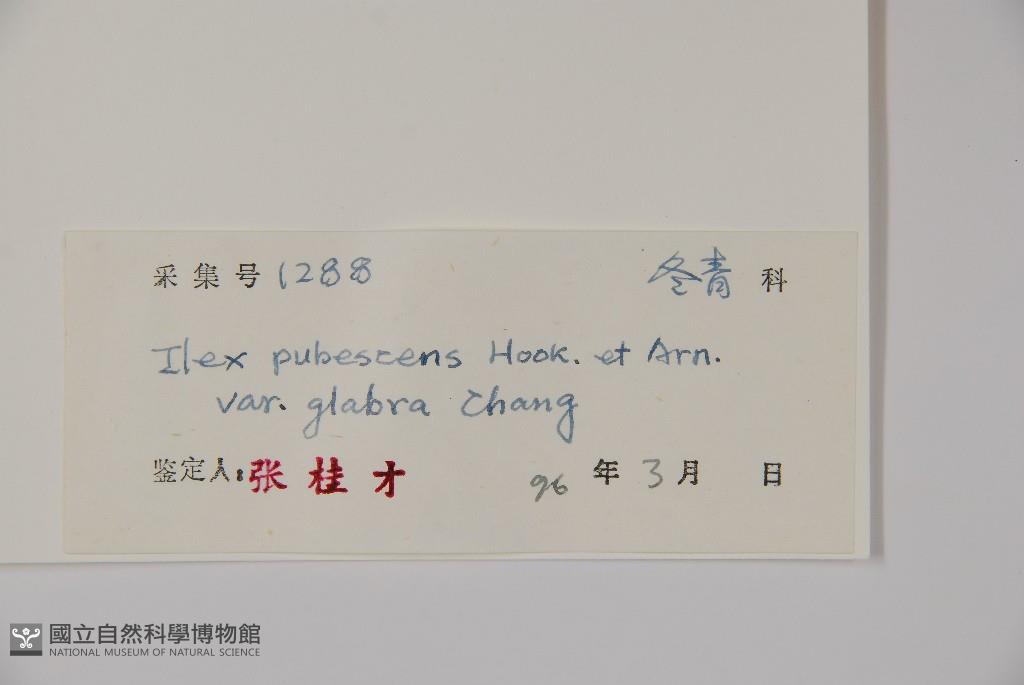 采集号 1288 冬青 科
Ilex pubescens Hook. et Arn.
var. glabra Chang
鉴定人:张桂才 96 年 3 月 日
國立自然科學博物館
NATIONAL MUSEUM OF NATURAL SCIENCE